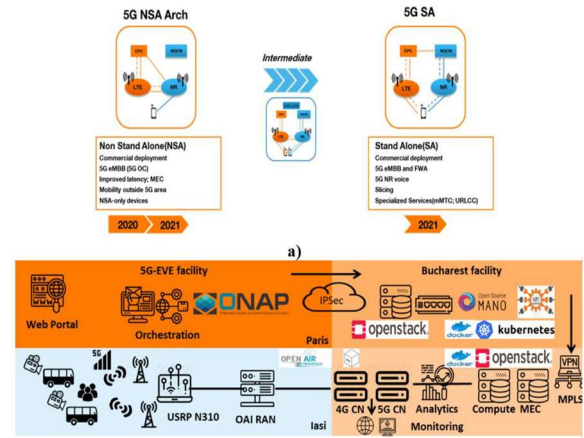 5G NSA Arch
5G SA
EPC
NGCN
LTE
NR
Intermediate
EPC
LTE
NR
LTE
NR
Non Stand Alone(NSA)
Commercial deployment
5G eMBB (5G OC)
Improved latency; MEC
Mobility outside 5G area
NSA-only devices
Stand Alone(SA)
Commercial deployment
5G eMBB and FWA
5G NR voice
Slicing
Specialized Services(mMTC; URLCC)
2020
2021
2021
a)
5G-EVE facility
Bucharest facility
Web Portal
Orchestration
ONAP
IPSec
Paris
Open Source
MANO
openstack.
docker
kubernetes
5G
OPEN AIR
USRP N310
OAI RAN
Iasi
docker
openstack.
VPN
MPLS
4G CN
5G CN
Analytics
Compute
MEC
Monitoring